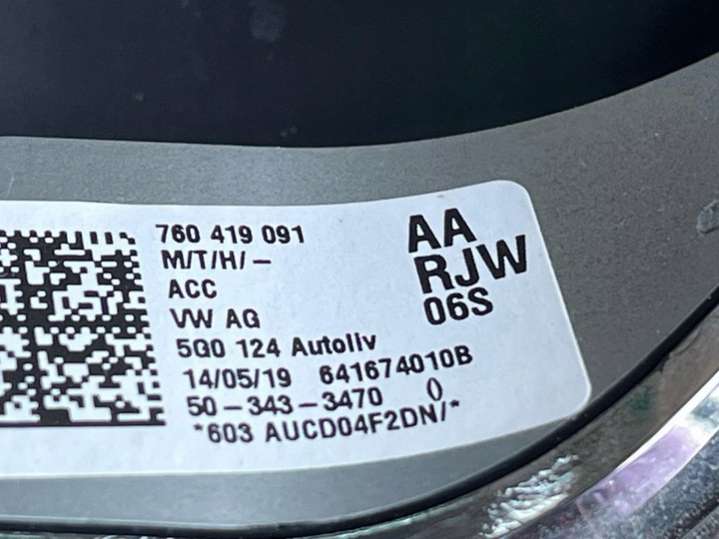 760 419 091
M/T/H/-
ACC
VW AG
5G0 124 Autoliv
14/05/19 641674010B
50-343-3470 ()
*603 AUCD04F2DN/*
AA
RJW
06S